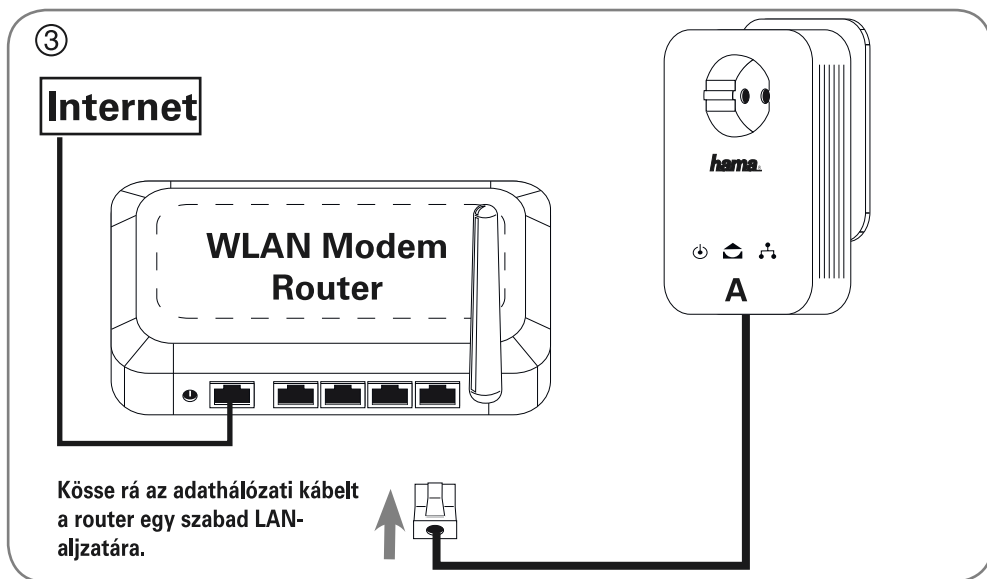 ③
Internet
WLAN Modem
Router
hama.
A
Kösse rá az adathálózati kábelt
a router egy szabad LAN-
aljzatára.